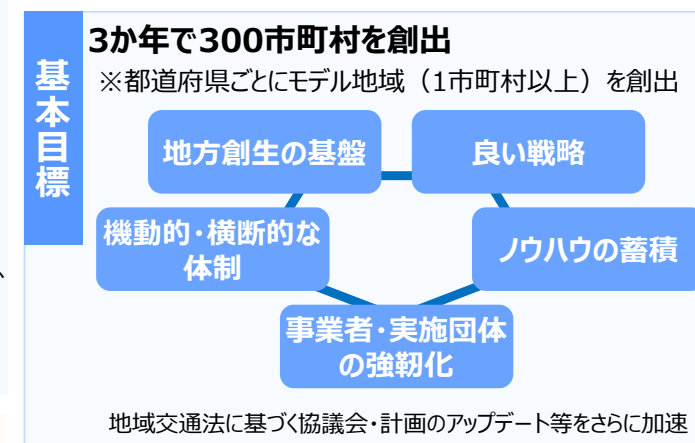 基本目標
3か年で300市町村を創出
※都道府県ごとにモデル地域（1市町村以上）を創出
地方創生の基盤
良い戦略
機動的・横断的な
体制
ノウハウの蓄積
事業者・実施団体
の強靭化
地域交通法に基づく協議会・計画のアップデート等をさらに加速